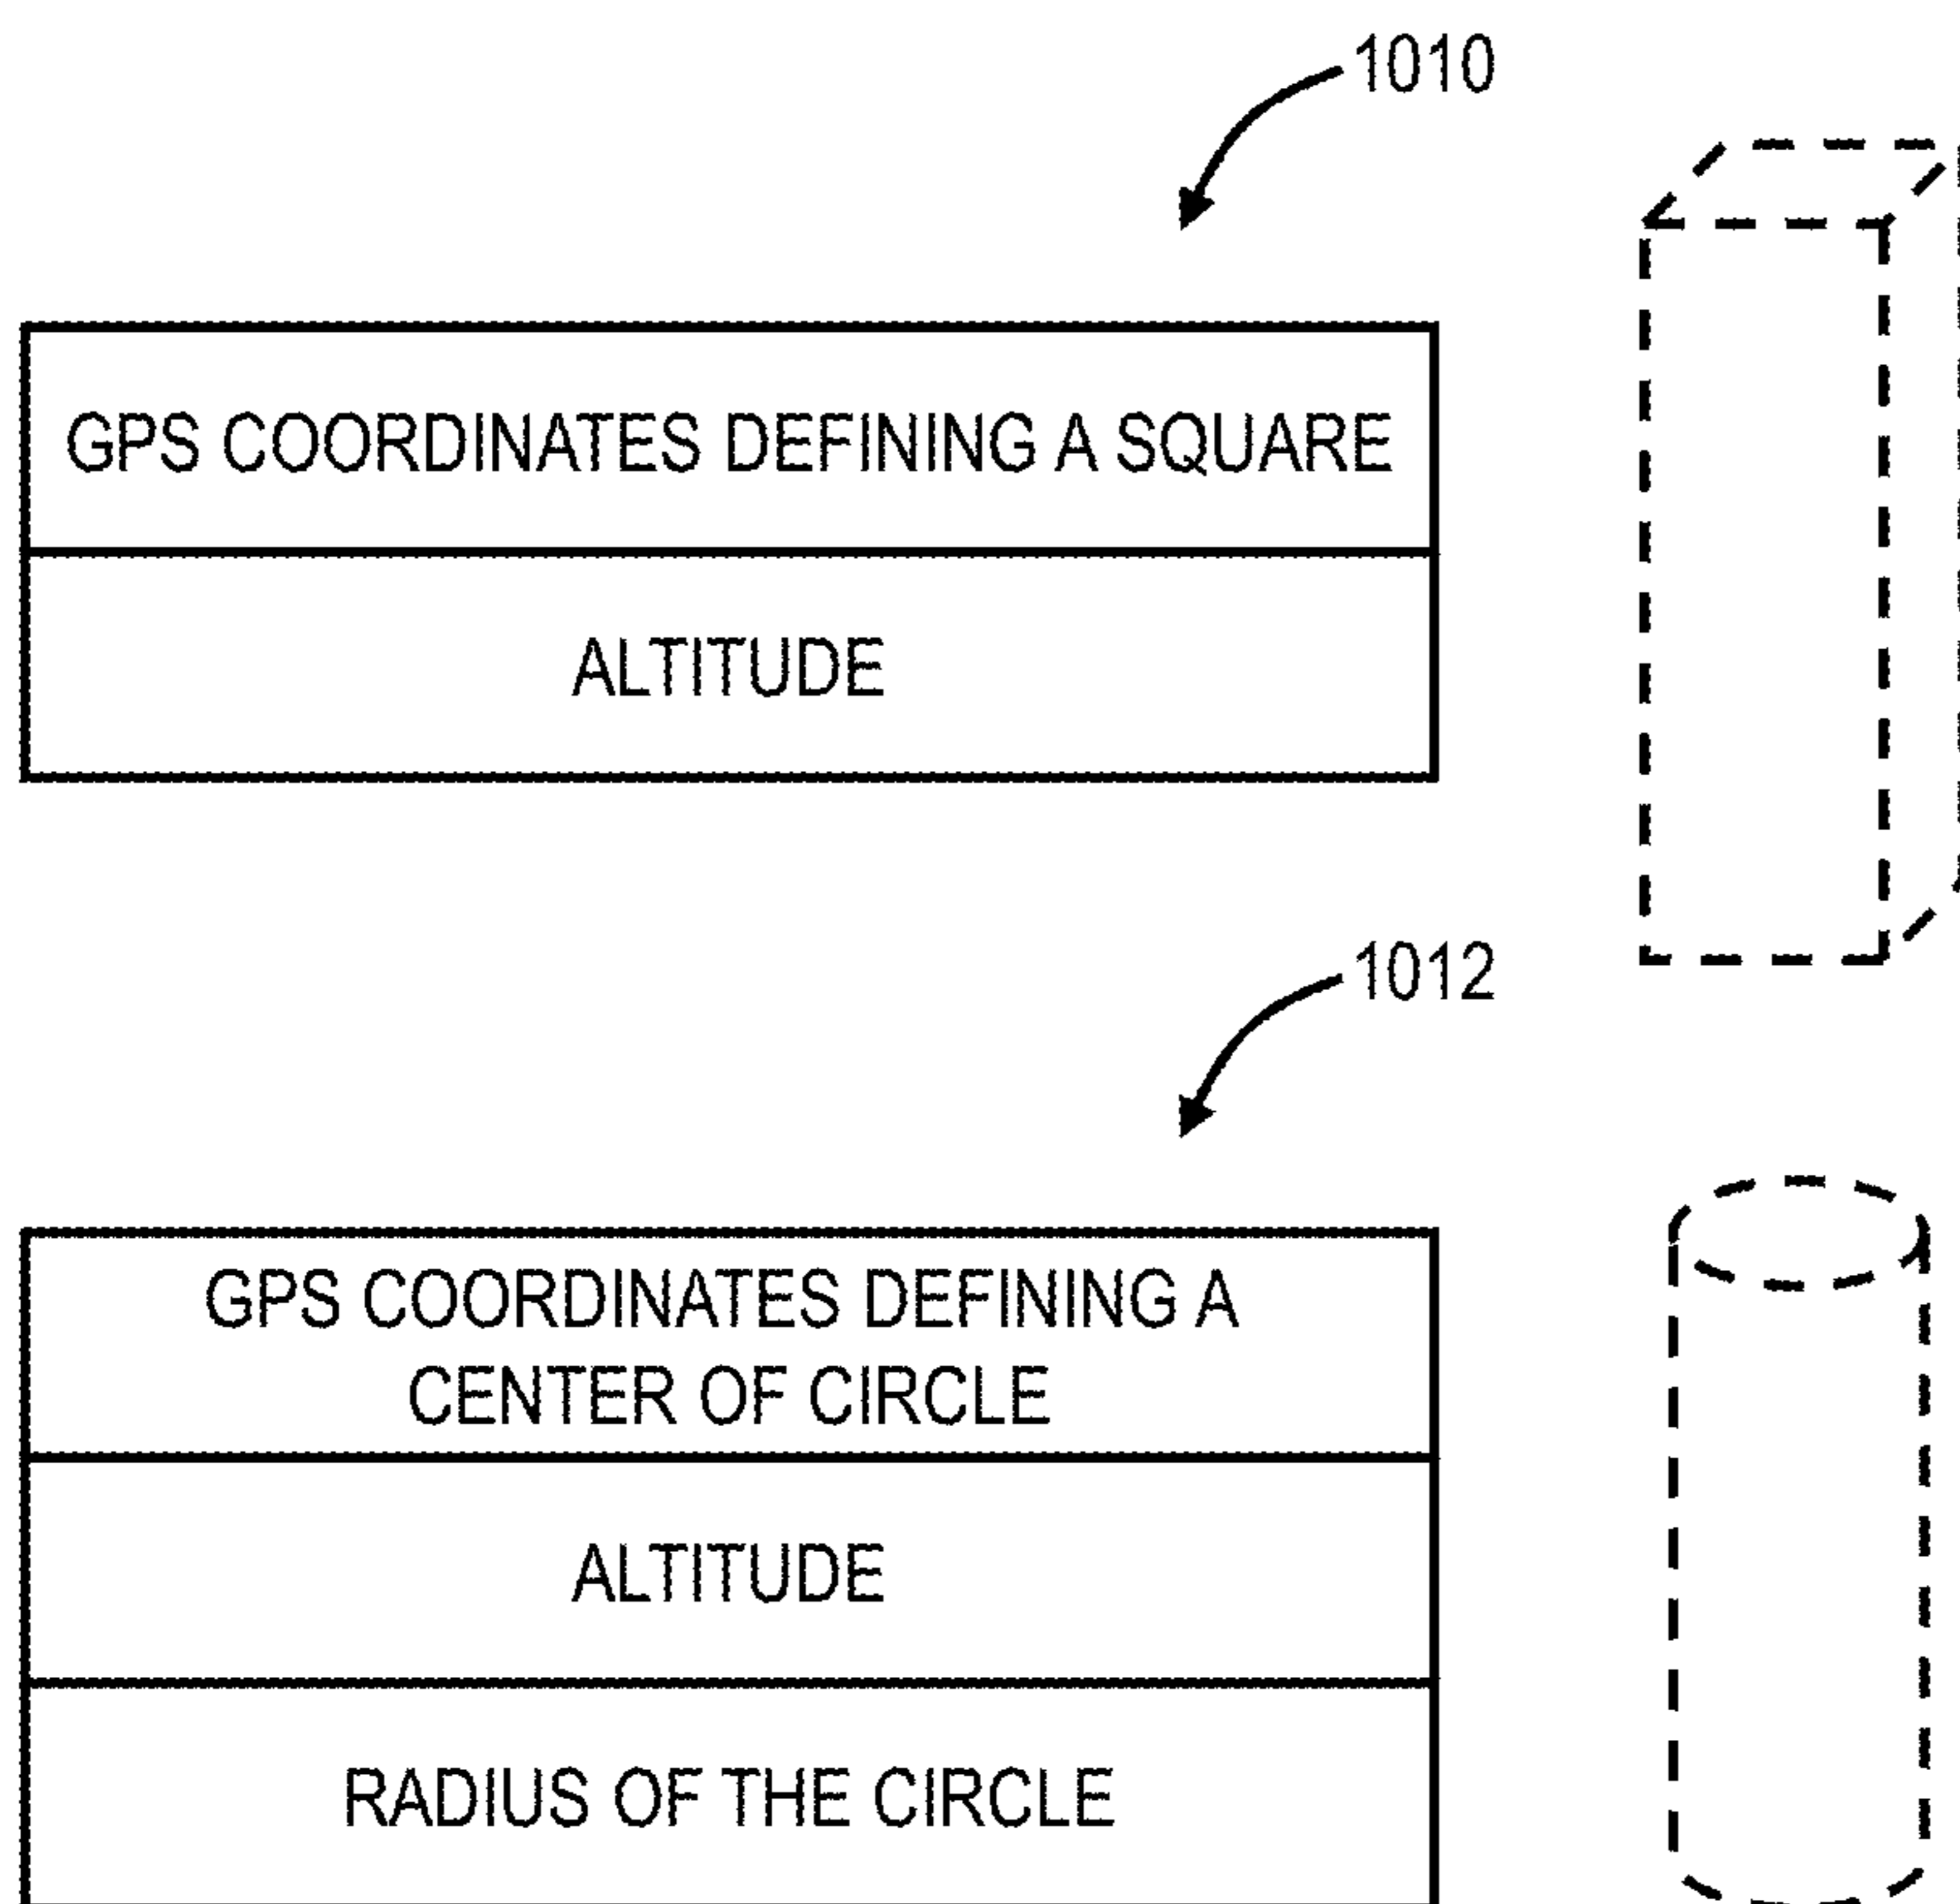 1010
GPS COORDINATES DEFINING A SQUARE
ALTITUDE
1012
GPS COORDINATES DEFINING A
CENTER OF CIRCLE
ALTITUDE
RADIUS OF THE CIRCLE